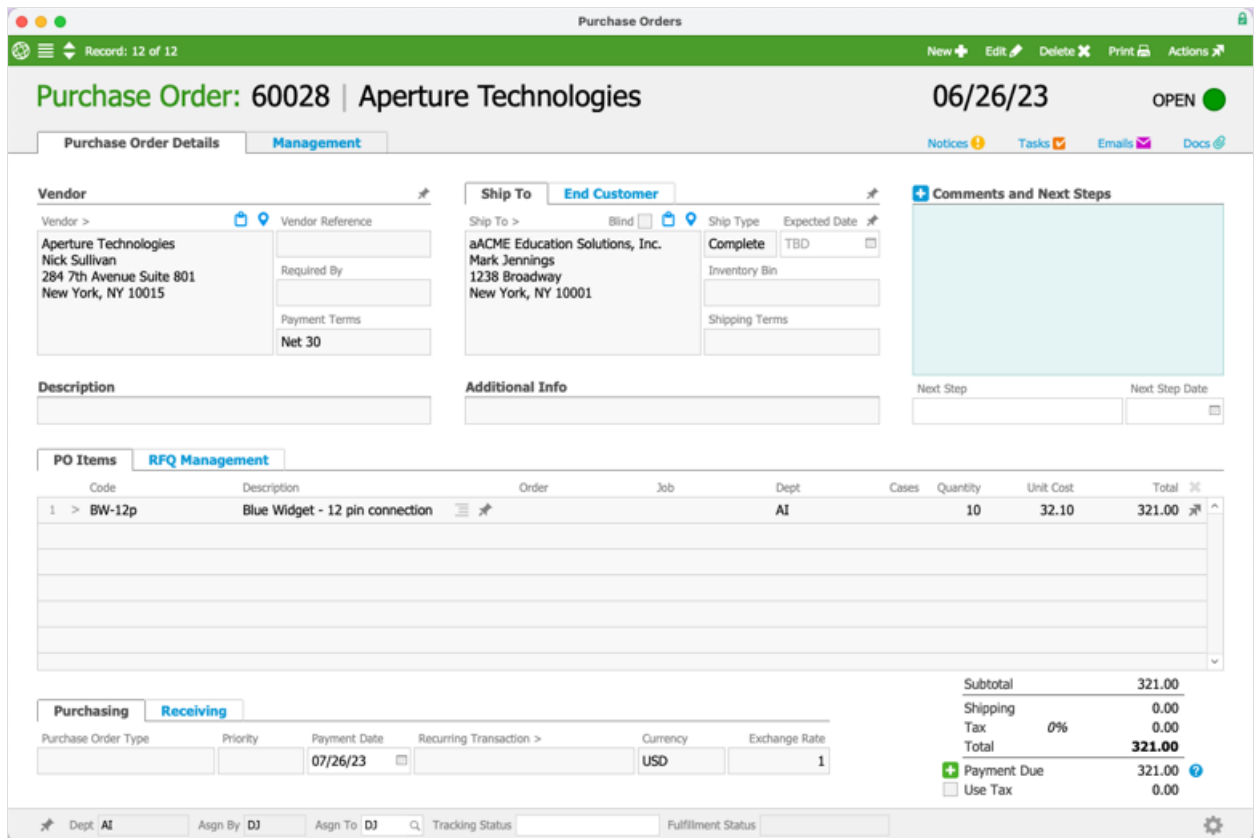 Purchase Orders
Record: 12 of 12
New Edit Delete Print Actions
Purchase Order: 60028 | Aperture Technologies 06/26/23 OPEN
Purchase Order Details Management Notices Tasks Emails Docs
Vendor Ship To End Customer Comments and Next Steps
Vendor > Vendor Reference Ship To > Blind Ship Type Expected Date
Aperture Technologies
Nick Sullivan
284 7th Avenue Suite 801
New York, NY 10015
Required By
Payment Terms
Net 30
aACME Education Solutions, Inc.
Mark Jennings
1238 Broadway
New York, NY 10001
Complete TBD
Inventory Bin
Shipping Terms
Description Additional Info Next Step Next Step Date
PO Items RFQ Management
Code Description Order Job Dept Cases Quantity Unit Cost Total
1 > BW-12p Blue Widget - 12 pin connection AI 10 32.10 321.00
Subtotal 321.00
Shipping 0.00
Tax 0% 0.00
Total 321.00
Payment Due 321.00 ?
Use Tax 0.00
Purchasing Receiving
Purchase Order Type Priority Payment Date Recurring Transaction > Currency Exchange Rate
07/26/23 USD 1
Dept AI Asgn By DJ Asgn To DJ Tracking Status Fulfillment Status